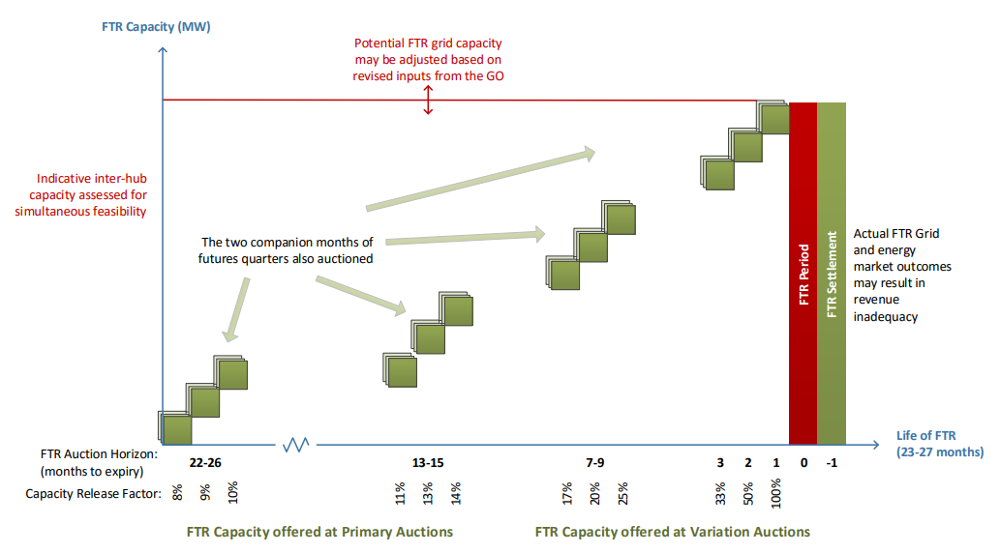 FTR Capacity (MW)
Potential FTR grid capacity
may be adjusted based on
revised inputs from the GO
Indicative inter-hub
capacity assessed for
simultaneous feasibility
The two companion months of
futures quarters also auctioned
FTR Period
FTR Settlement
Actual FTR Grid
and energy
market outcomes
may result in
revenue
inadequacy
Life of FTR
(23-27 months)
FTR Auction Horizon:
(months to expiry)
22-26
13-15
7-9
3
2
1
0
-1
Capacity Release Factor:
8%
9%
10%
11%
13%
14%
17%
20%
25%
33%
50%
100%
FTR Capacity offered at Primary Auctions
FTR Capacity offered at Variation Auctions